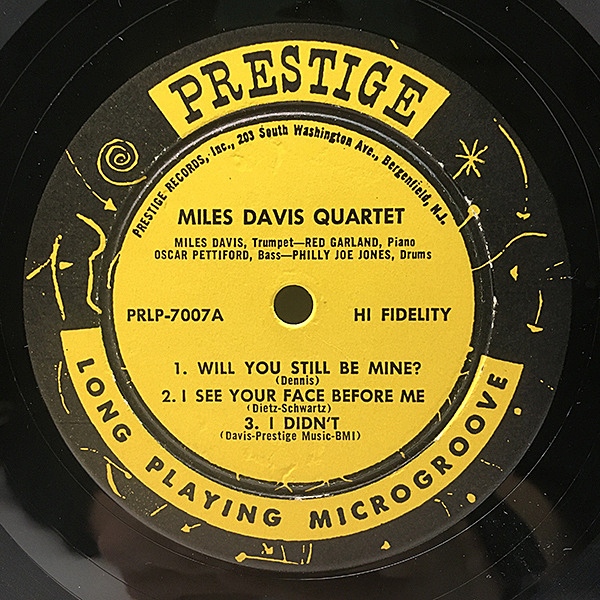 PRESTIGE
PRESTIGE RECORDS, Inc., 203 South Washington Ave., Bergenfield, N.J.
MILES DAVIS QUARTET
MILES DAVIS, Trumpet—RED GARLAND, Piano
OSCAR PETTIFORD, Bass—PHILLY JOE JONES, Drums
PRLP-7007A HI FIDELITY
1. WILL YOU STILL BE MINE?
(Dennis)
2. I SEE YOUR FACE BEFORE ME
(Dietz-Schwartz)
3. I DIDN'T
(Davis-Prestige Music-BMI)
LONG PLAYING MICROGROOVE